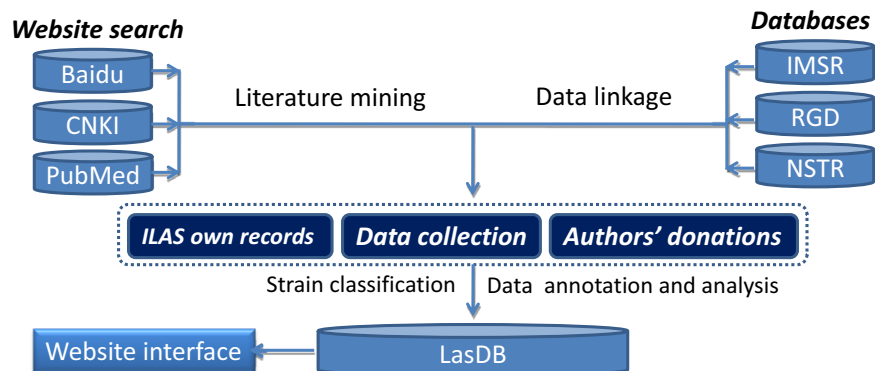 Website search
Databases
Baidu
IMSR
Literature mining
Data linkage
CNKI
RGD
PubMed
NSTR
ILAS own records
Data collection
Authors' donations
Strain classification
Data annotation and analysis
Website interface
LasDB